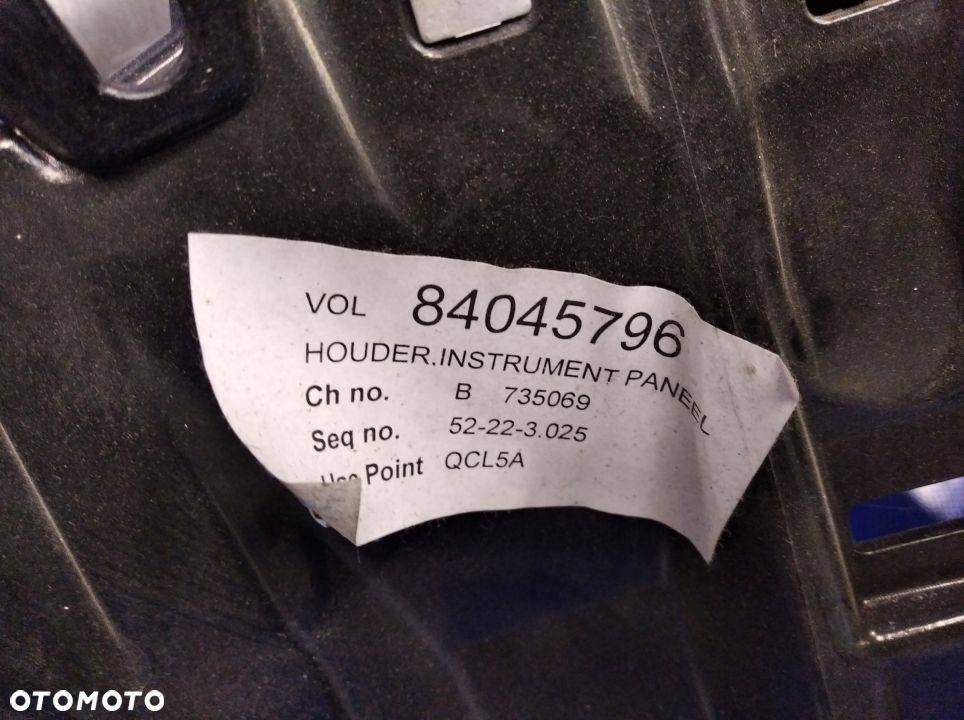 VOL 84045796
HOUDER.INSTRUMENT PANEEL
Ch no. B 735069
Seq no. 52-22-3.025
Point QCL5A
OTOMOTO